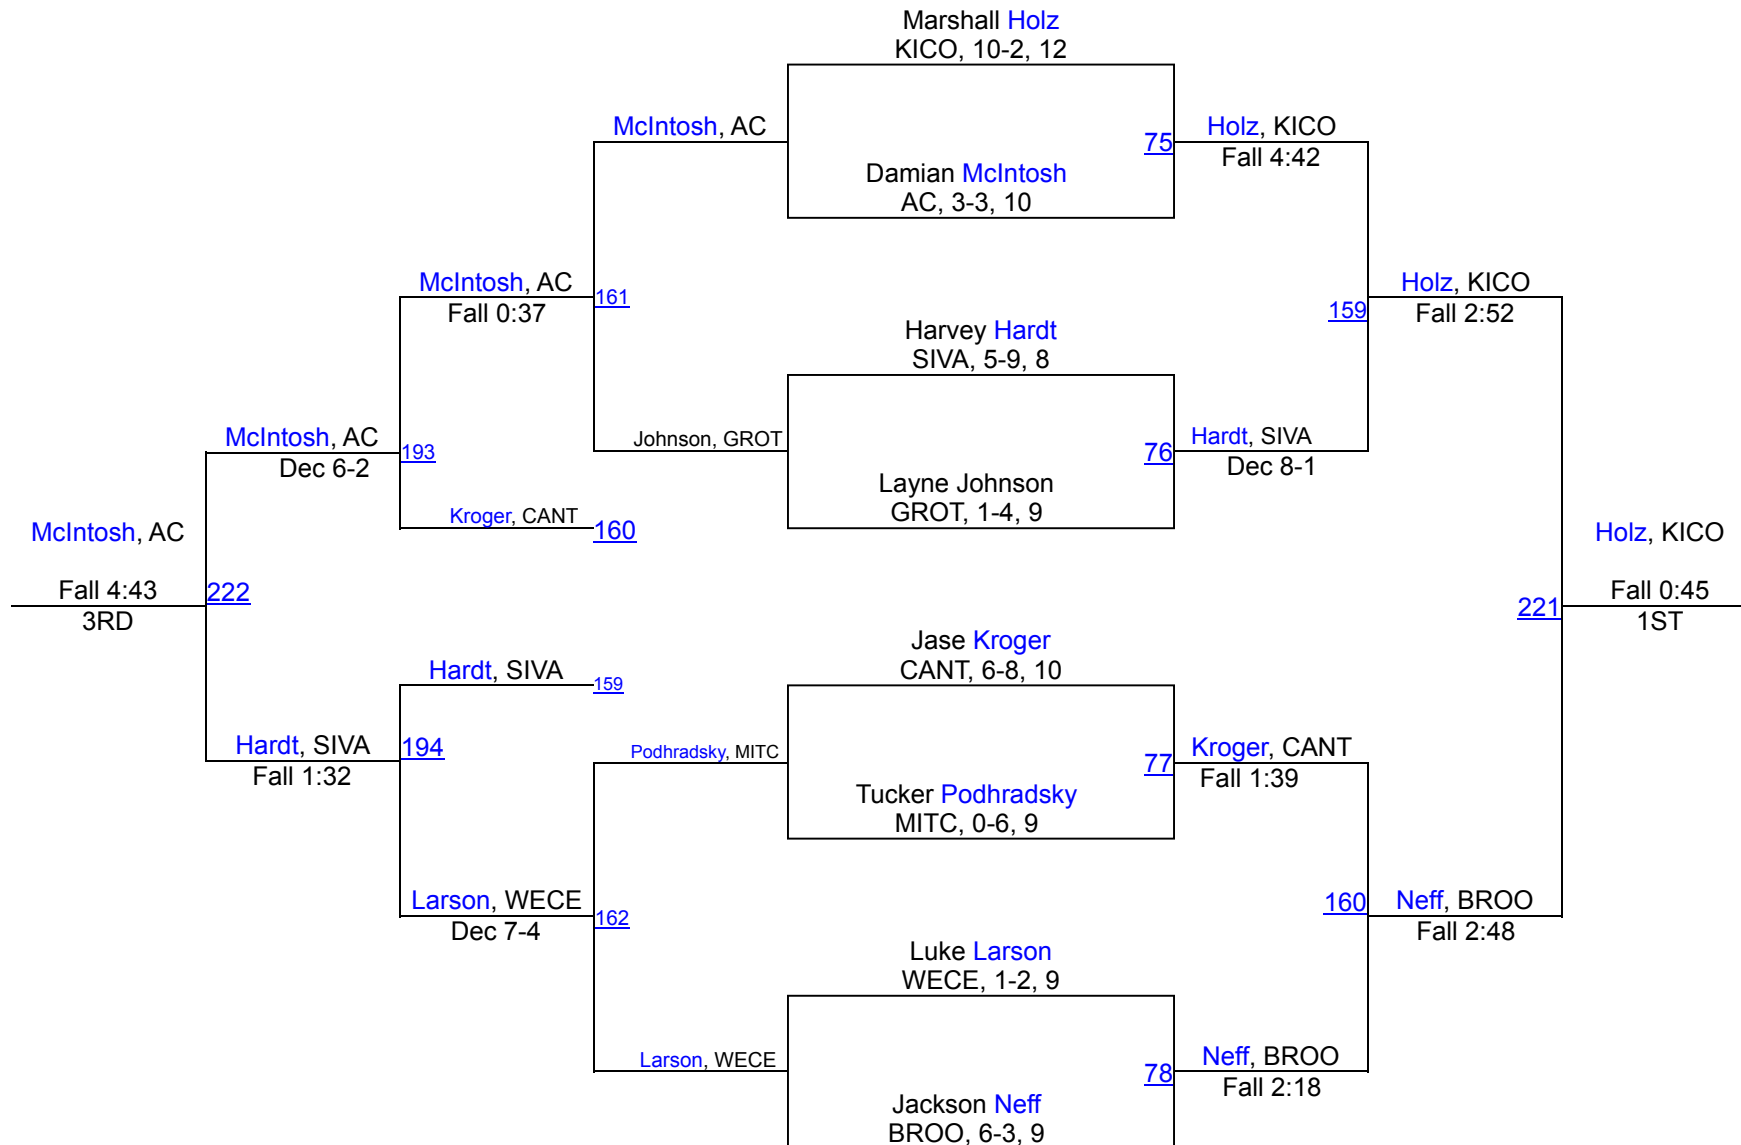 Marshall Holz
KICO, 10-2, 12
McIntosh, AC
75
Holz, KICO
Fall 4:42
Damian McIntosh
AC, 3-3, 10
McIntosh, AC
Fall 0:37
161
159
Holz, KICO
Fall 2:52
Harvey Hardt
SIVA, 5-9, 8
McIntosh, AC
Dec 6-2
193
Johnson, GROT
76
Hardt, SIVA
Dec 8-1
Layne Johnson
GROT, 1-4, 9
Kroger, CANT
160
McIntosh, AC
Fall 4:43
3RD
222
221
Holz, KICO
Fall 0:45
1ST
Jase Kroger
CANT, 6-8, 10
Hardt, SIVA
159
Hardt, SIVA
Fall 1:32
194
Podhradsky, MITC
77
Kroger, CANT
Fall 1:39
Tucker Podhradsky
MITC, 0-6, 9
Larson, WECE
Dec 7-4
162
160
Neff, BROO
Fall 2:48
Luke Larson
WECE, 1-2, 9
Larson, WECE
78
Neff, BROO
Fall 2:18
Jackson Neff
BROO, 6-3, 9